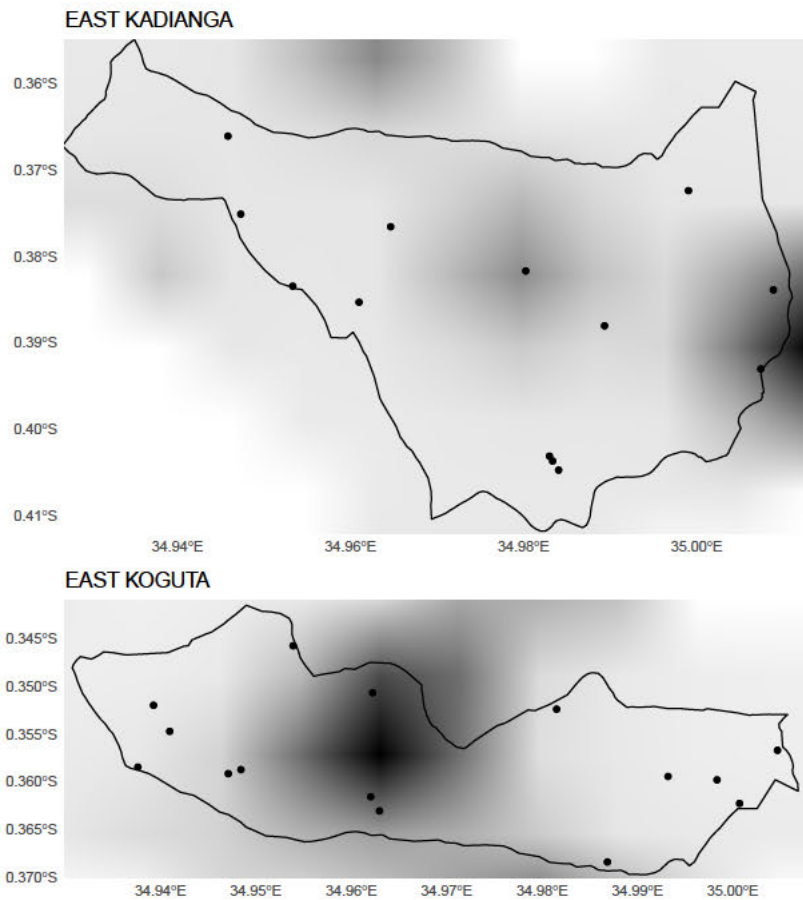 EAST KADIANGA
0.36°S
0.37°S
0.38°S
0.39°S
0.40°S
0.41°S
34.94°E 34.96°E 34.98°E 35.00°E
EAST KOGUTA
0.345°S
0.350°S
0.355°S
0.360°S
0.365°S
0.370°S
34.94°E 34.95°E 34.96°E 34.97°E 34.98°E 34.99°E 35.00°E